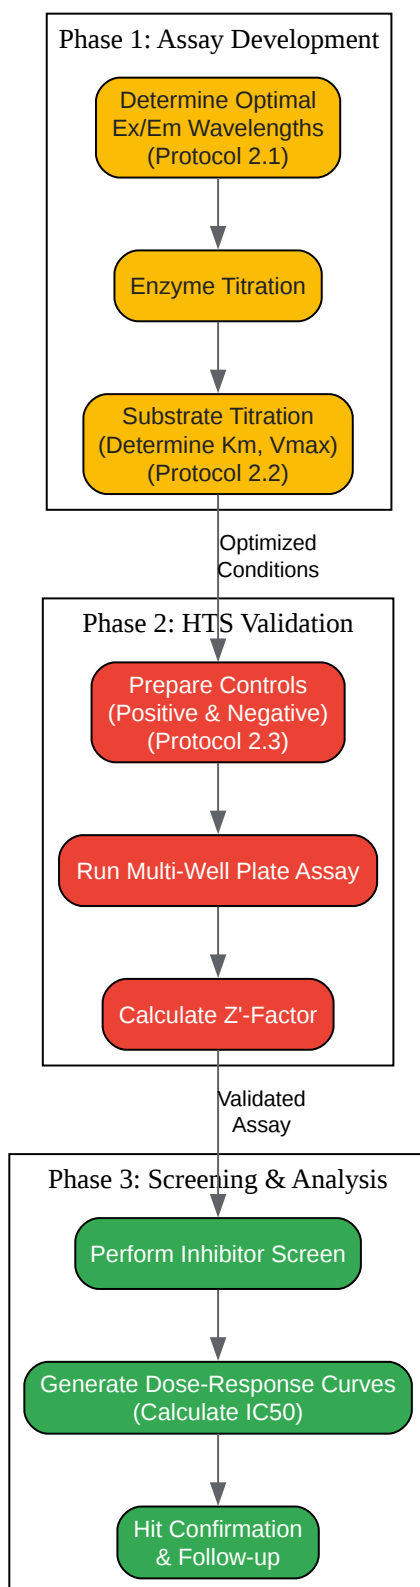 Phase 1: Assay Development
Determine Optimal
Ex/Em Wavelengths
(Protocol 2.1)
Enzyme Titration
Substrate Titration
(Determine Km, Vmax)
(Protocol 2.2)
Optimized
Conditions
Phase 2: HTS Validation
Prepare Controls
(Positive & Negative)
(Protocol 2.3)
Run Multi-Well Plate Assay
Calculate Z'-Factor
Validated
Assay
Phase 3: Screening & Analysis
Perform Inhibitor Screen
Generate Dose-Response Curves
(Calculate IC50)
Hit Confirmation
& Follow-up